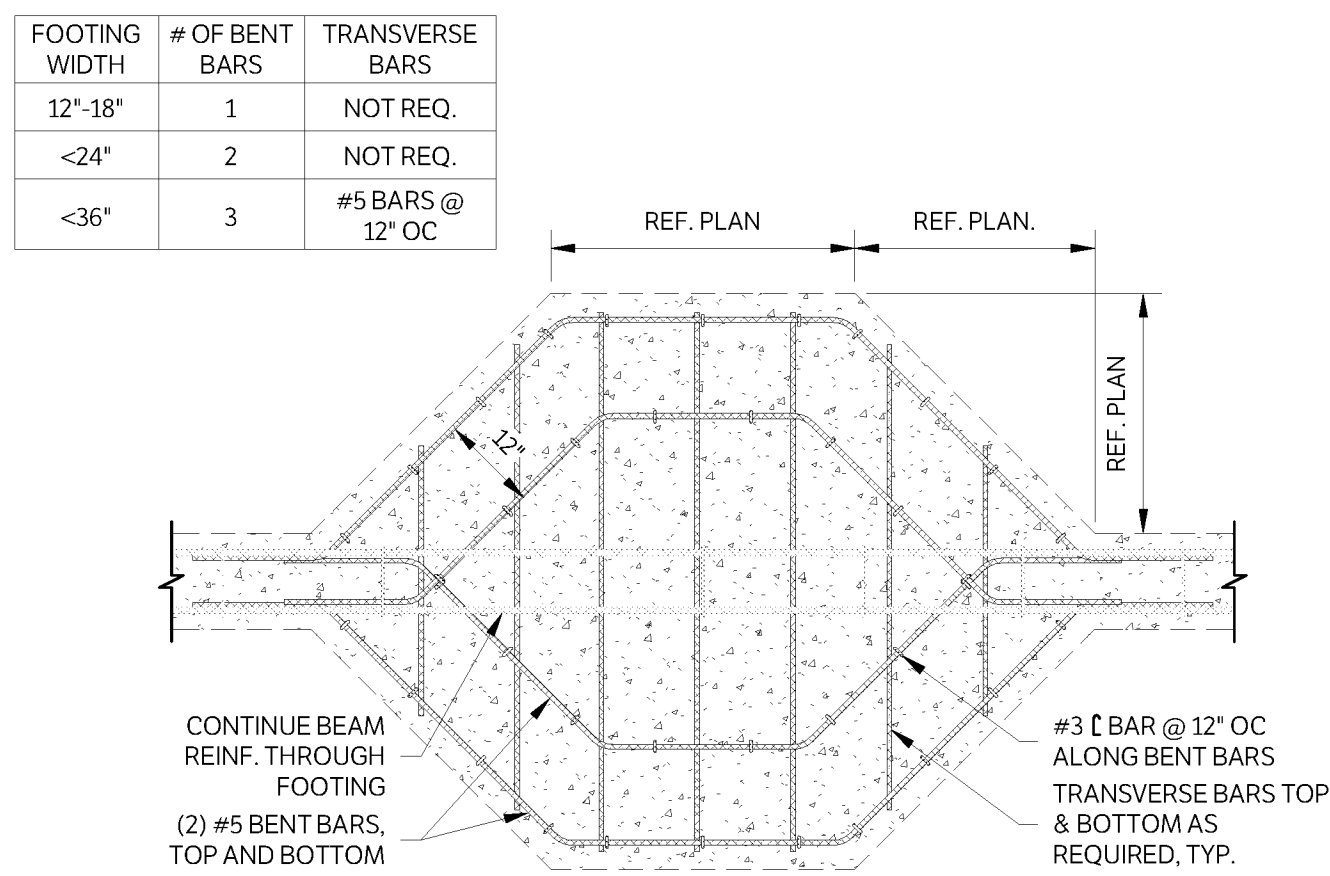 FOOTING WIDTH
# OF BENT BARS
TRANSVERSE BARS
12"-18"
1
NOT REQ.
<24"
2
NOT REQ.
<36"
3
#5 BARS @
12" OC
REF. PLAN
REF. PLAN.
REF. PLAN
12"
CONTINUE BEAM
REINF. THROUGH
FOOTING
(2) #5 BENT BARS,
TOP AND BOTTOM
#3 BAR @ 12" OC
ALONG BENT BARS
TRANSVERSE BARS TOP
& BOTTOM AS
REQUIRED, TYP.